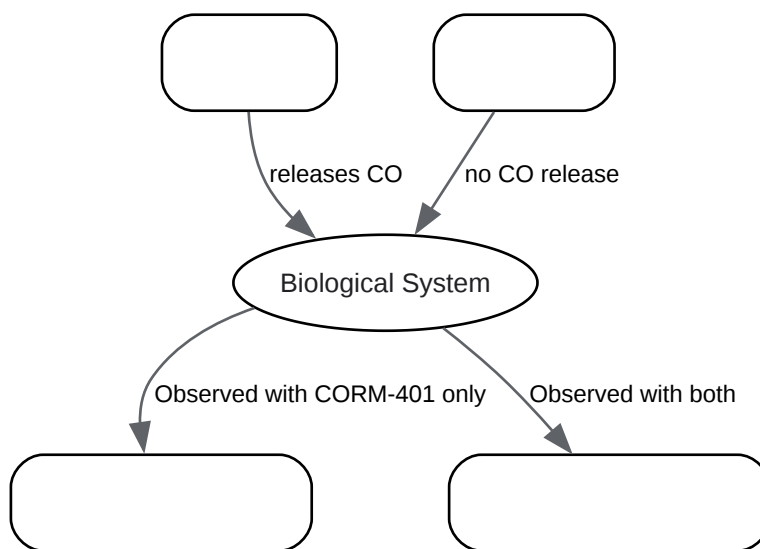 releases CO
no CO release
Biological System
Observed with CORM-401 only
Observed with both